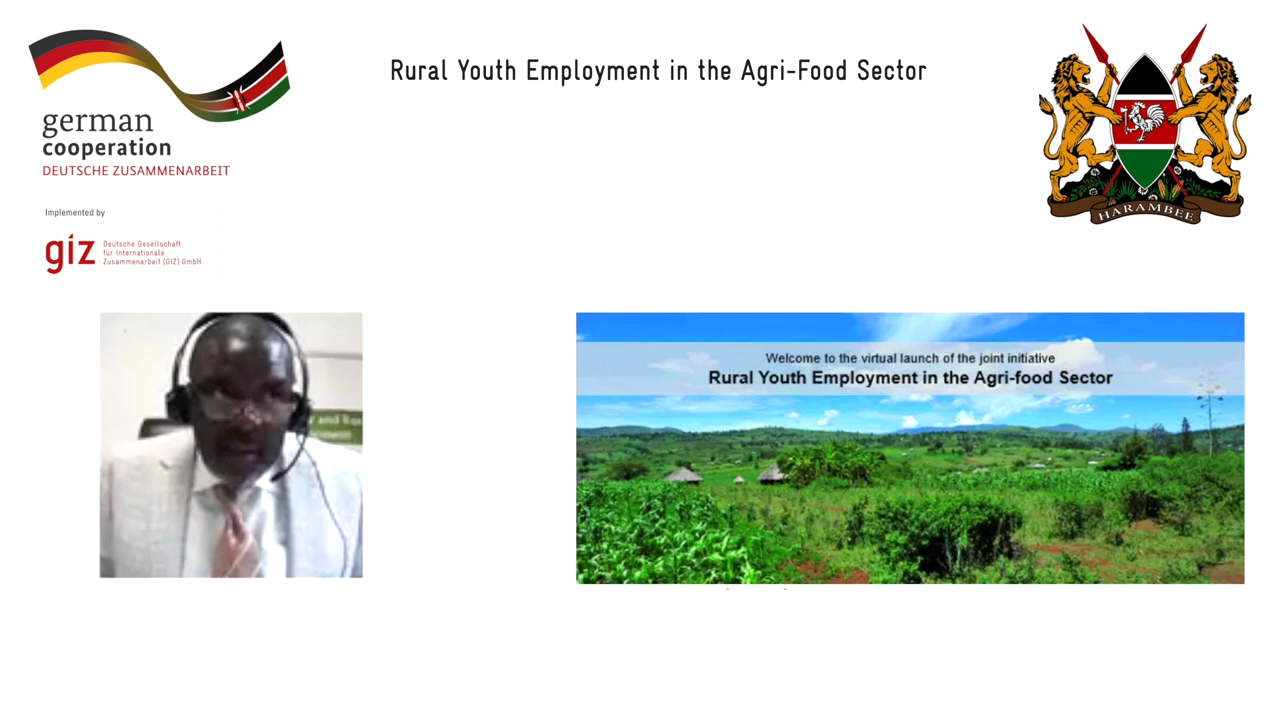 german
cooperation
DEUTSCHE ZUSAMMENARBEIT
Implemented by
giz
Deutsche Gesellschaft
für Internationale
Zusammenarbeit (GIZ) GmbH
Rural Youth Employment in the Agri-Food Sector
HARAMBEE
Welcome to the virtual launch of the joint initiative
Rural Youth Employment in the Agri-food Sector
and